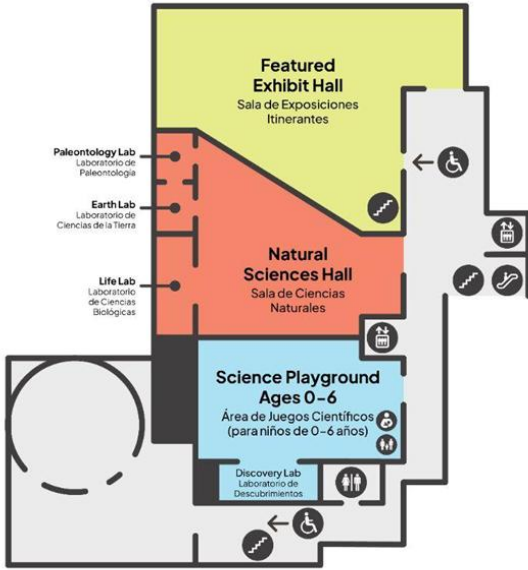 Featured
Exhibit Hall
Sala de Exposiciones
Itinerantes
Paleontology Lab
Laboratorio de
Paleontología
Earth Lab
Laboratorio de
Ciencias de la Tierra
Natural
Sciences Hall
Sala de Ciencias
Naturales
Life Lab
Laboratorio
de Ciencias
Biológicas
Science Playground
Ages 0–6
Área de Juegos Científicos
(para niños de 0–6 años)
Discovery Lab
Laboratorio de
Descubrimientos